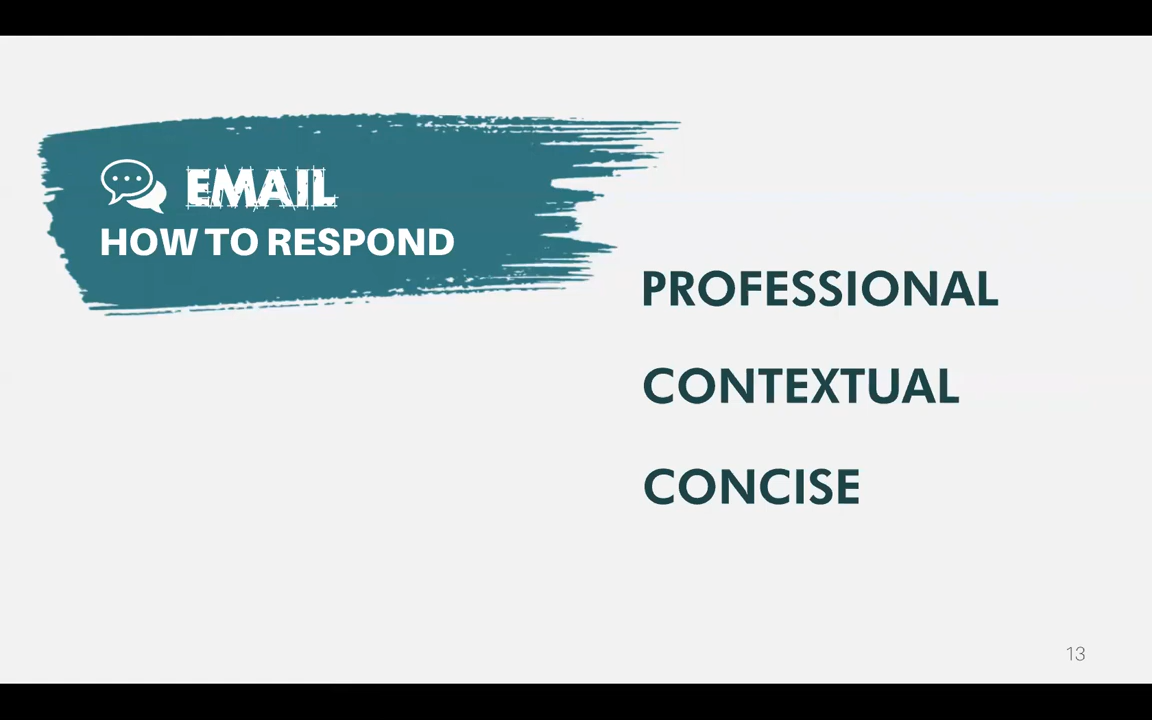 EMAIL
HOW TO RESPOND
PROFESSIONAL
CONTEXTUAL
CONCISE
13